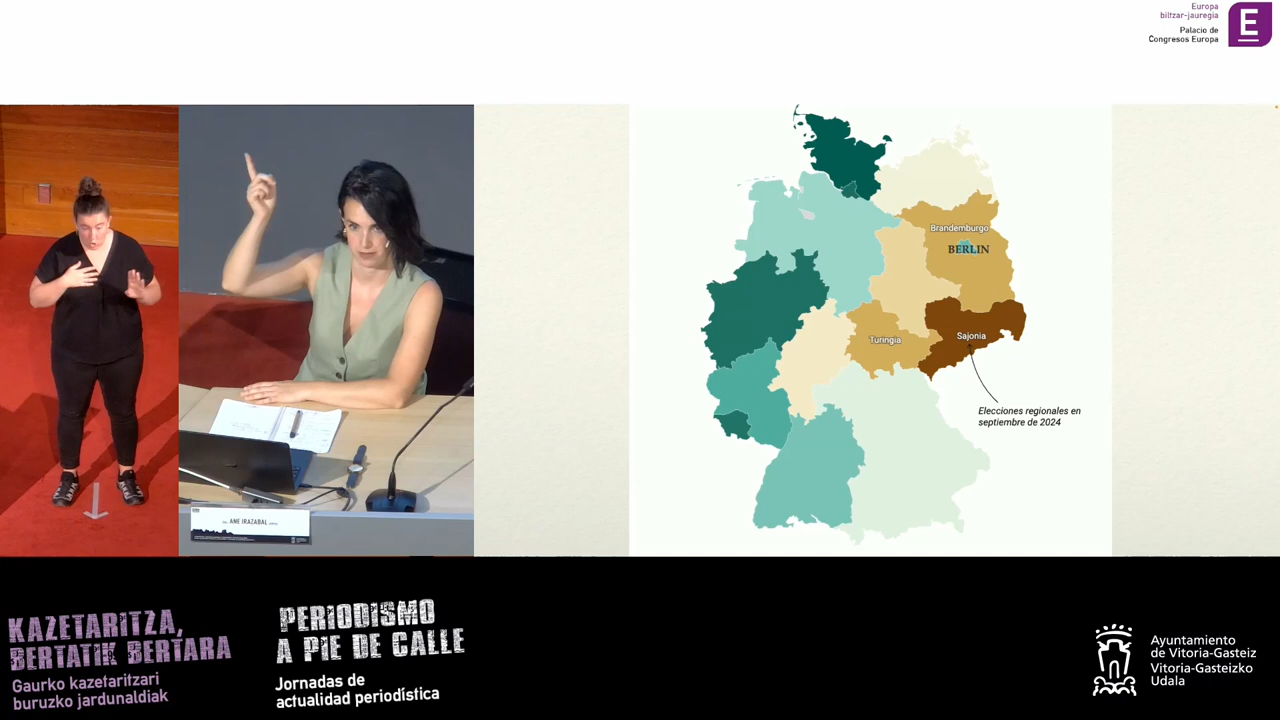 Europa
biltzar-jauregia
Palacio de
Congresos Europa
E
Brandemburgo
BERLIN
Turingia
Sajonia
Elecciones regionales en
septiembre de 2024
ANE IRAZABAL
KAZETARITZA,
BERTATIK BERTARA
Gaurko kazetaritzari
buruzko jardunaldiak
PERIODISMO
A PIE DE CALLE
Jornadas de
actualidad periodística
Ayuntamiento
de Vitoria-Gasteiz
Vitoria-Gasteizko
Udala